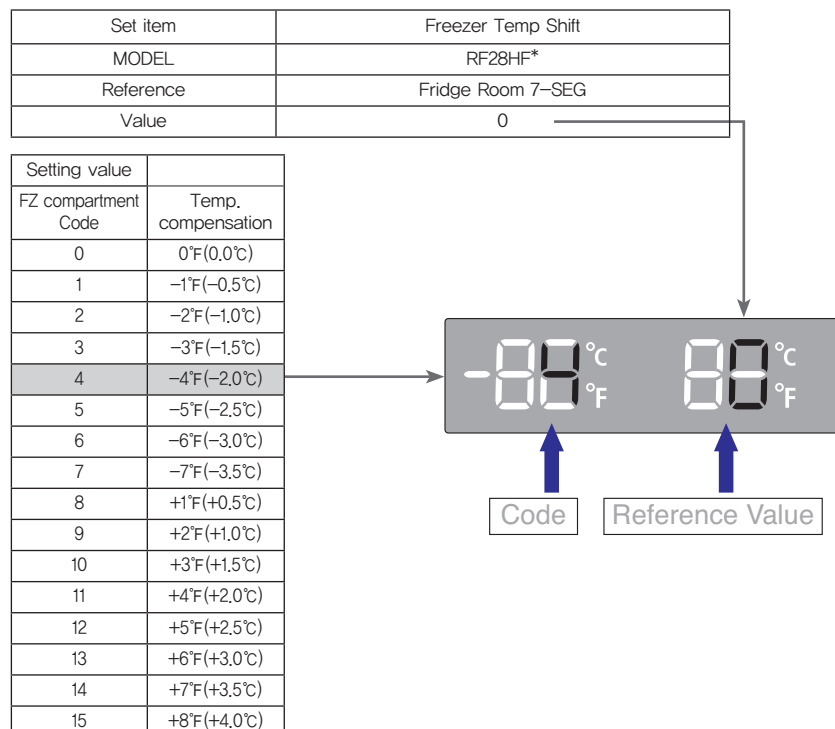 Set item Freezer Temp Shift
MODEL RF28HF*
Reference Fridge Room 7-SEG
Value 0
Setting value
FZ compartment Code Temp. compensation
0 0°F(0.0℃)
1 −1°F(−0.5℃)
2 −2°F(−1.0℃)
3 −3°F(−1.5℃)
4 −4°F(−2.0℃)
5 −5°F(−2.5℃)
6 −6°F(−3.0℃)
7 −7°F(−3.5℃)
8 +1°F(+0.5℃)
9 +2°F(+1.0℃)
10 +3°F(+1.5℃)
11 +4°F(+2.0℃)
12 +5°F(+2.5℃)
13 +6°F(+3.0℃)
14 +7°F(+3.5℃)
15 +8°F(+4.0℃)
-84 °C 80 °C
°F °F
Code Reference Value